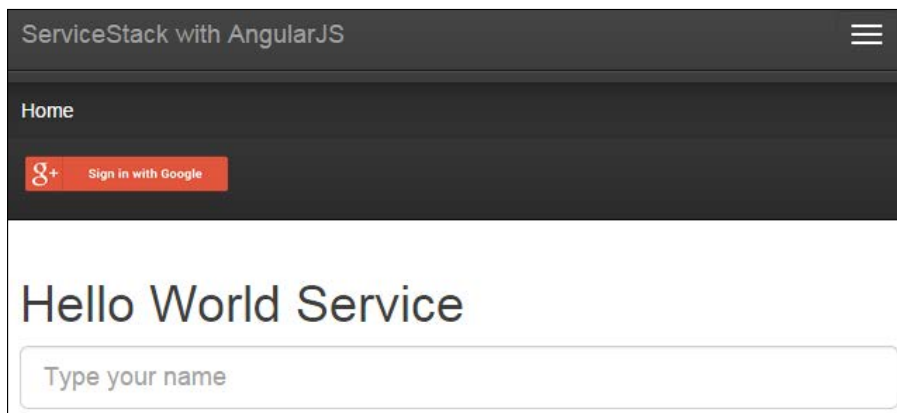 ServiceStack with AngularJS
Home
g+ Sign in with Google
Hello World Service
Type your name